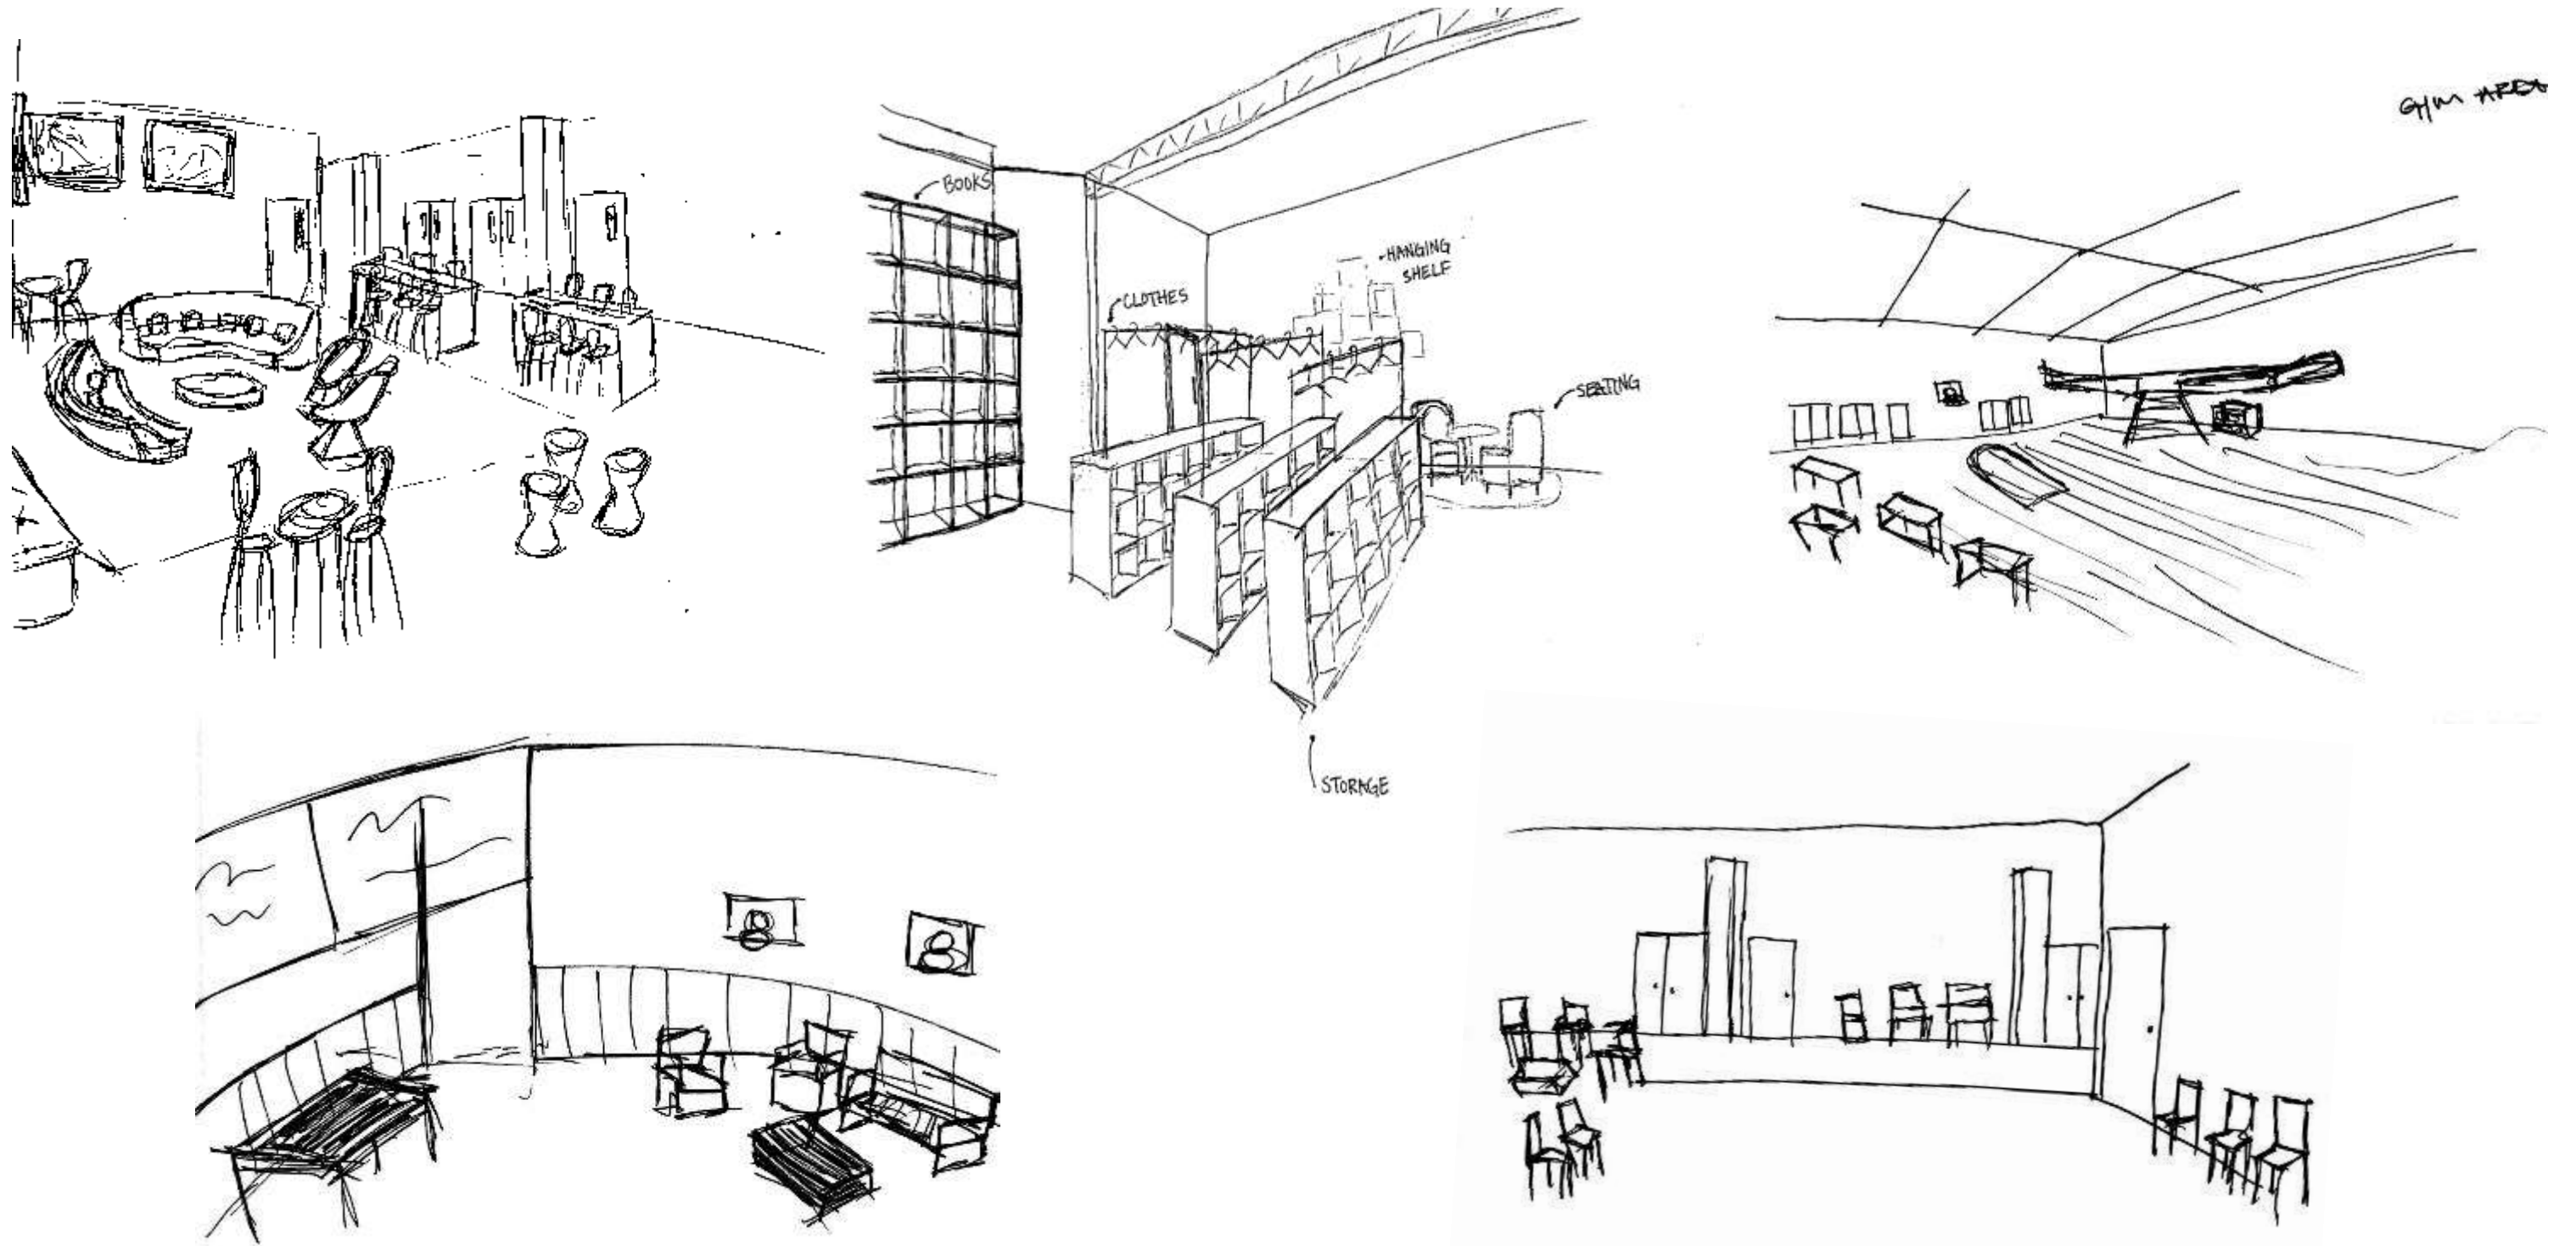 GYM AREA
BOOKS
HANGING
SHELF
CLOTHES
SEATING
STORAGE